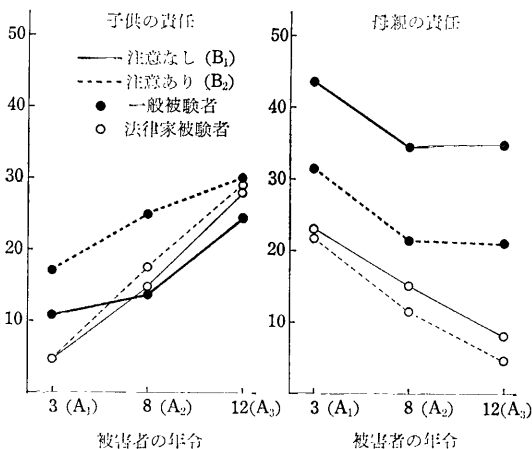 子供の責任
50
40
30
20
10
注意なし (B₁)
注意あり (B₂)
一般被験者
法律家被験者
3 (A₁) 8 (A₂) 12(A₃)
被害者の年令
母親の責任
50
40
30
20
10
3 (A₁) 8 (A₂) 12(A₃)
被害者の年令